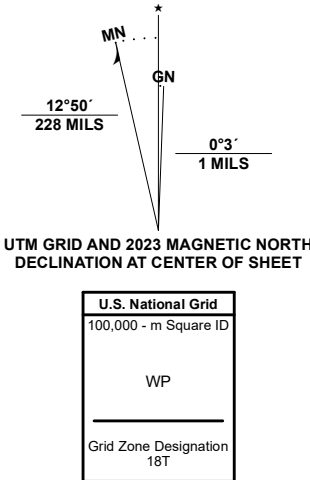 ★
MN
GN
12°50´
228 MILS
0°3´
1 MILS
UTM GRID AND 2023 MAGNETIC NORTH
DECLINATION AT CENTER OF SHEET
U.S. National Grid
100,000 - m Square ID
WP
Grid Zone Designation
18T